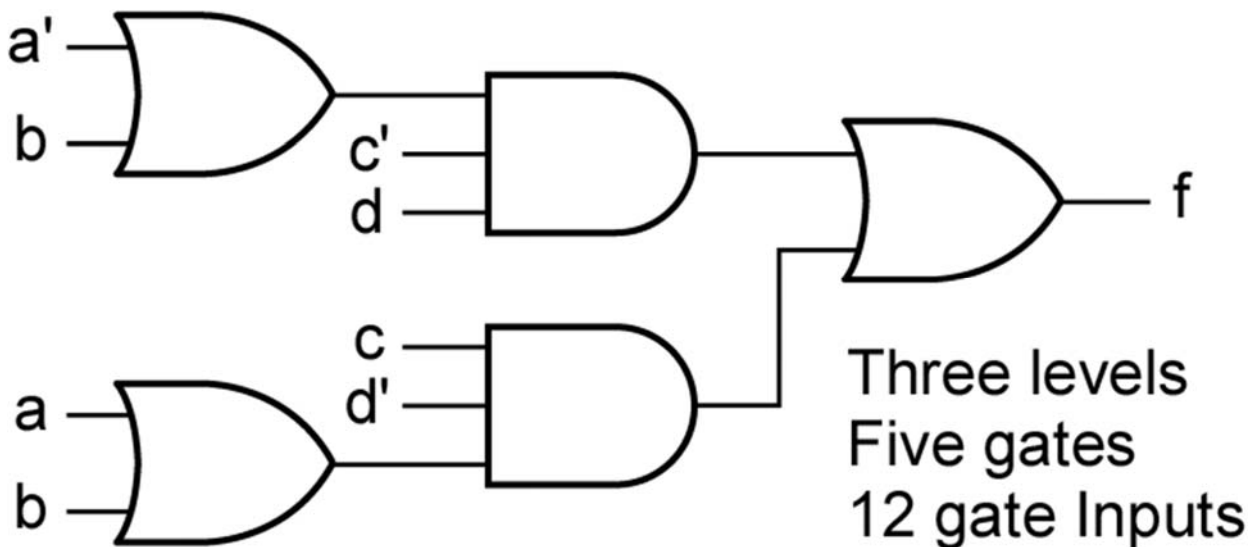 a'
b
c'
d
f
c
d'
a
b
Three levels
Five gates
12 gate Inputs